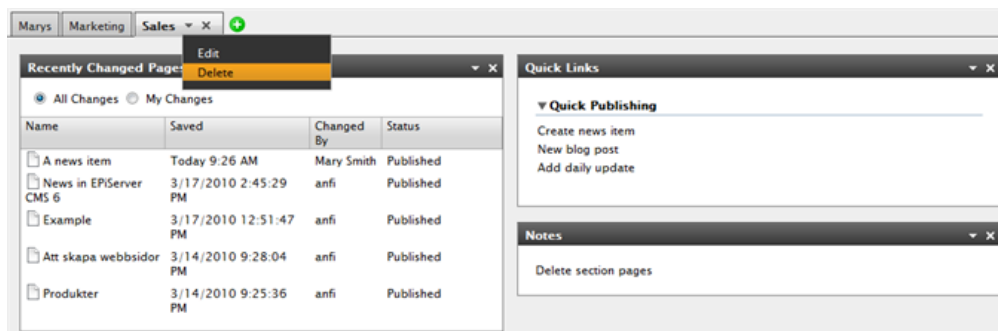 Marys Marketing Sales
Edit
Delete
Recently Changed Pages
All Changes My Changes
Name Saved Changed By Status
A news item Today 9:26 AM Mary Smith Published
News in EPiServer CMS 6 3/17/2010 2:45:29 PM anfi Published
Example 3/17/2010 12:51:47 PM anfi Published
Att skapa webbsidor 3/14/2010 9:28:04 PM anfi Published
Produkter 3/14/2010 9:25:36 PM anfi Published
Quick Links
Quick Publishing
Create news item
New blog post
Add daily update
Notes
Delete section pages